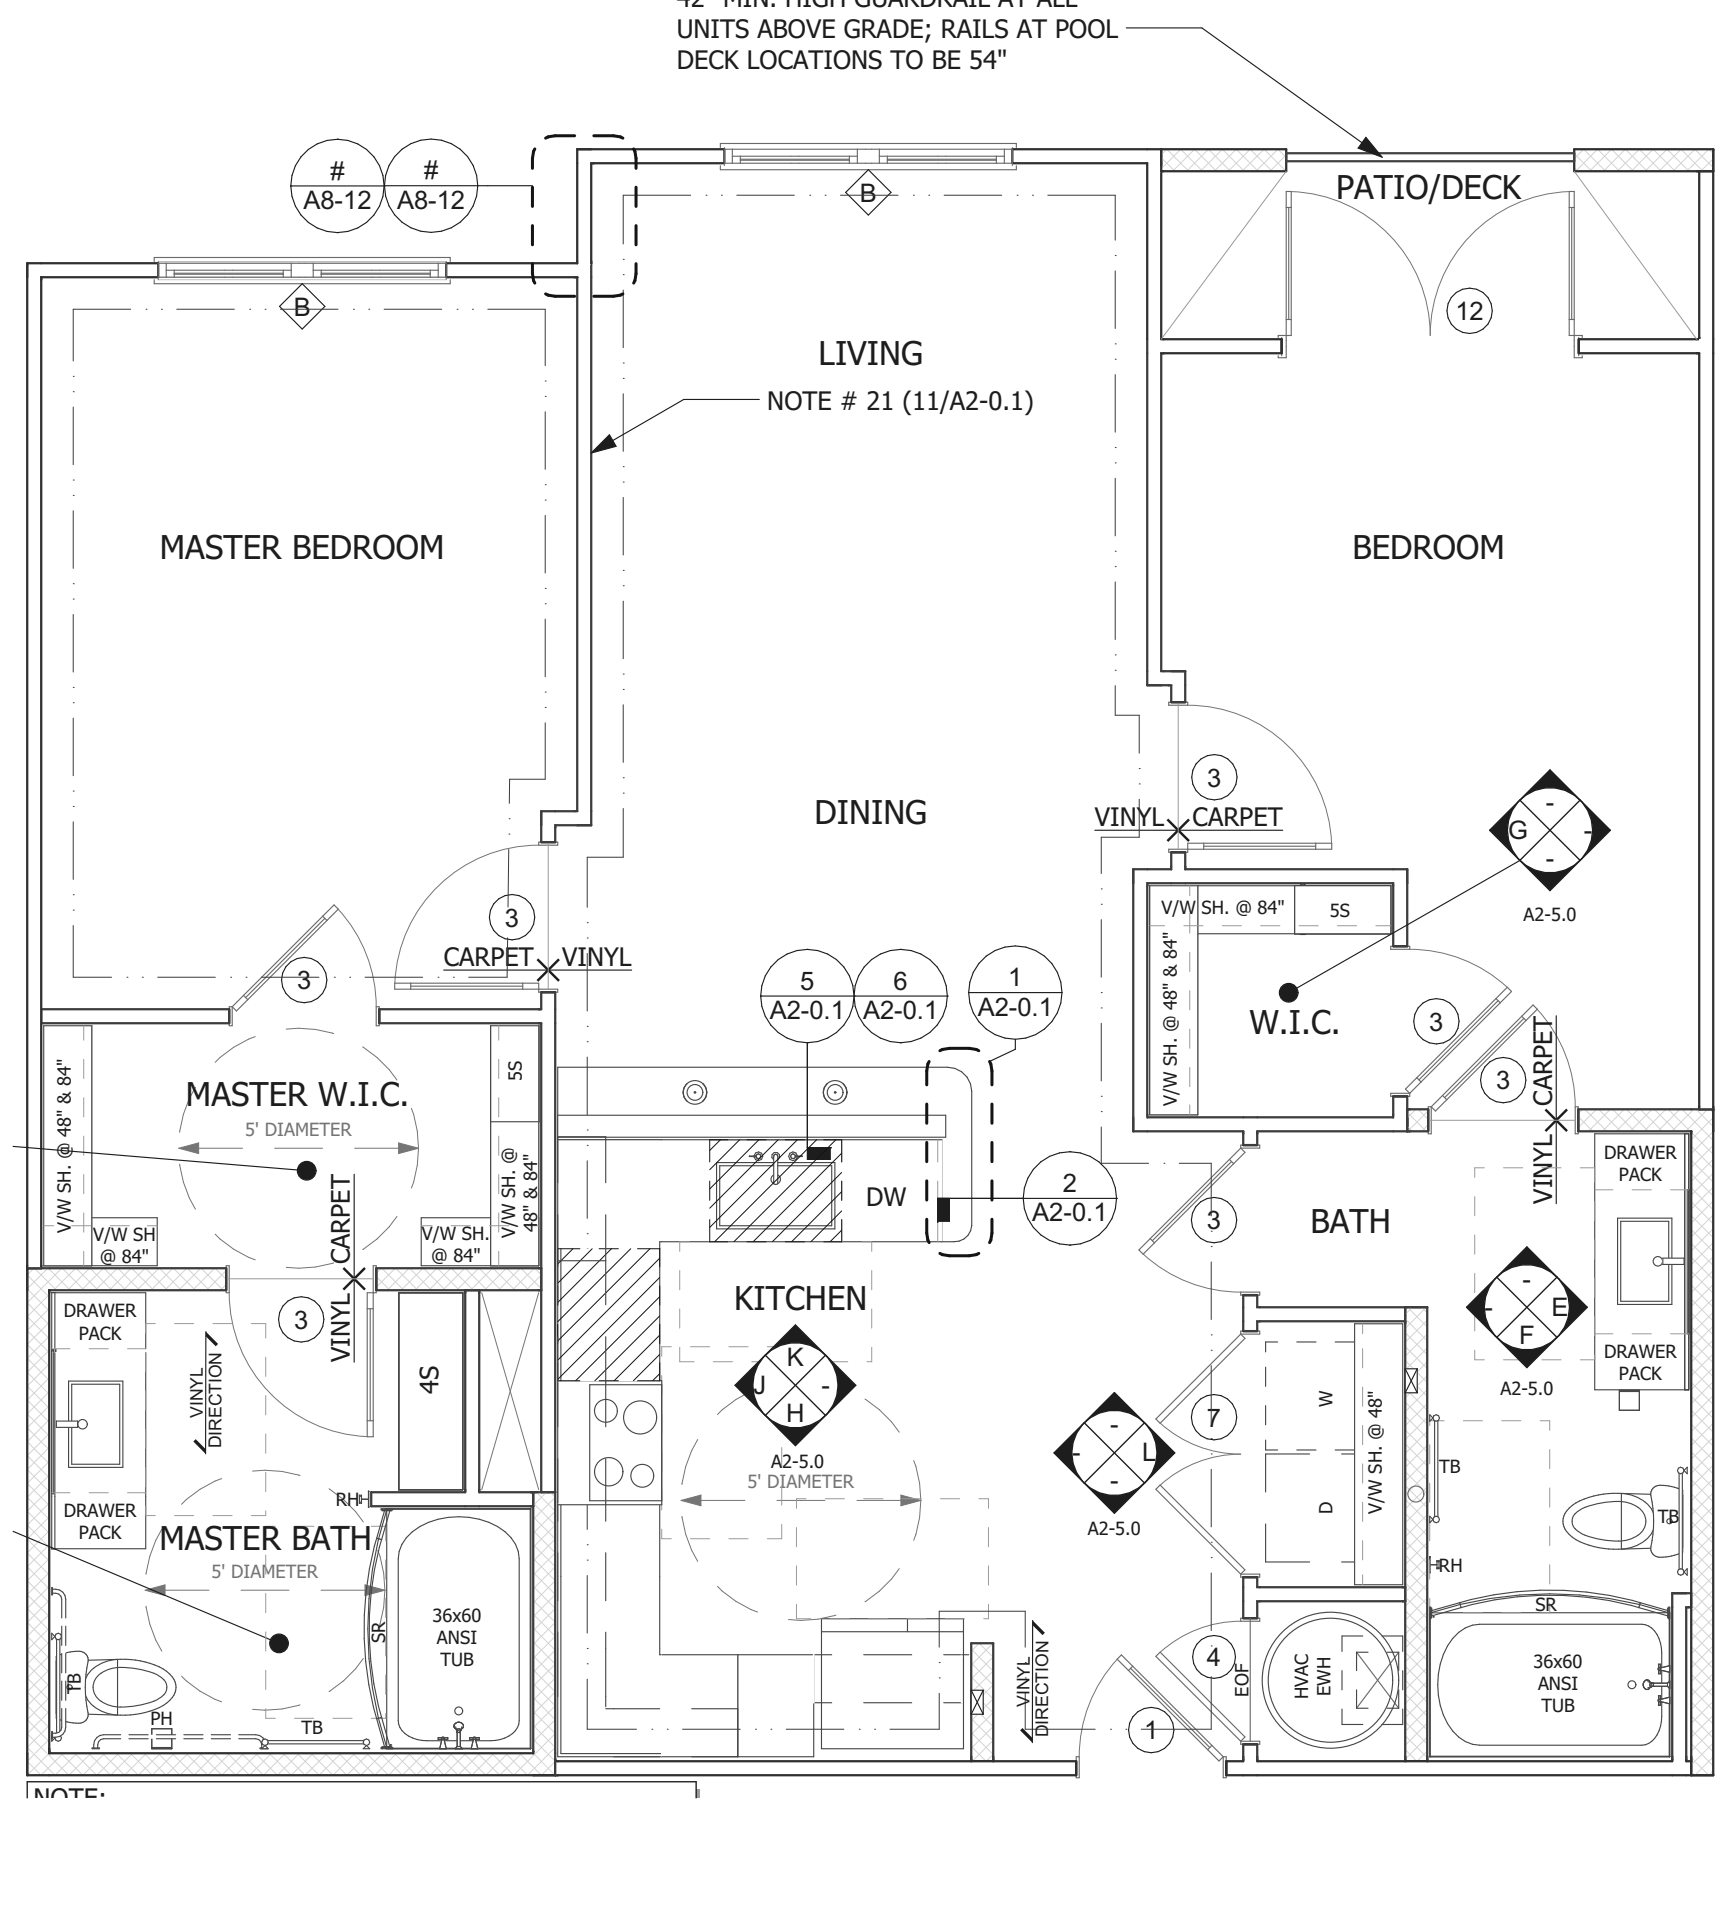 42" MIN. HIGH GUARDRAIL AT ALL
UNITS ABOVE GRADE; RAILS AT POOL
DECK LOCATIONS TO BE 54"
#
A8-12
#
A8-12
PATIO/DECK
B
B
12
LIVING
NOTE # 21 (11/A2-0.1)
MASTER BEDROOM
BEDROOM
3
DINING
VINYL
CARPET
G
-
-
-
A2-5.0
3
CARPET
VINYL
3
V/W SH. @ 84"
5S
V/W SH. @ 48" & 84"
W.I.C.
3
3
VINYL
CARPET
5
A2-0.1
6
A2-0.1
1
A2-0.1
MASTER W.I.C.
5' DIAMETER
V/W SH. @ 48" & 84"
5S
V/W SH. @
48" & 84"
V/W SH
@ 84"
V/W SH.
@ 84"
VINYL
CARPET
DW
2
A2-0.1
3
BATH
DRAWER
PACK
-
-
E
F
A2-5.0
DRAWER
PACK
KITCHEN
K
J
-
H
A2-5.0
5' DIAMETER
3
DRAWER
PACK
VINYL
DIRECTION
4S
DRAWER
PACK
RH
MASTER BATH
5' DIAMETER
SR
36x60
ANSI
TUB
TB
PH
TB
-
-
L
-
A2-5.0
7
W
D
V/W SH. @ 48"
TB
TB
RH
SR
36x60
ANSI
TUB
4
EOF
HVAC
EWH
VINYL
DIRECTION
1
NOTE: